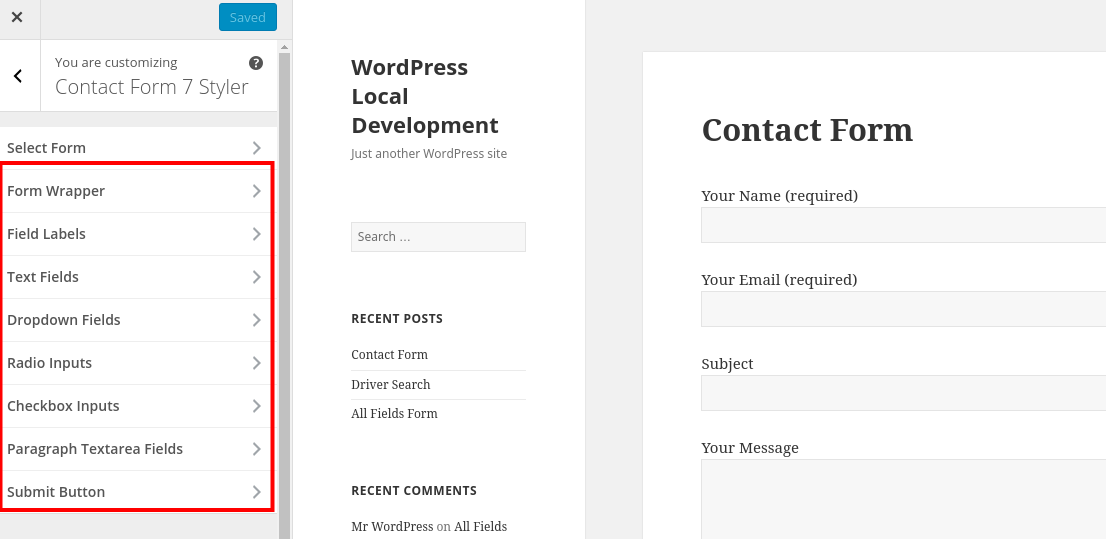 Saved
You are customizing
Contact Form 7 Styler
Select Form
Form Wrapper
Field Labels
Text Fields
Dropdown Fields
Radio Inputs
Checkbox Inputs
Paragraph Textarea Fields
Submit Button
WordPress
Local
Development
Just another WordPress site
Search ...
RECENT POSTS
Contact Form
Driver Search
All Fields Form
RECENT COMMENTS
Mr WordPress on All Fields
Contact Form
Your Name (required)
Your Email (required)
Subject
Your Message